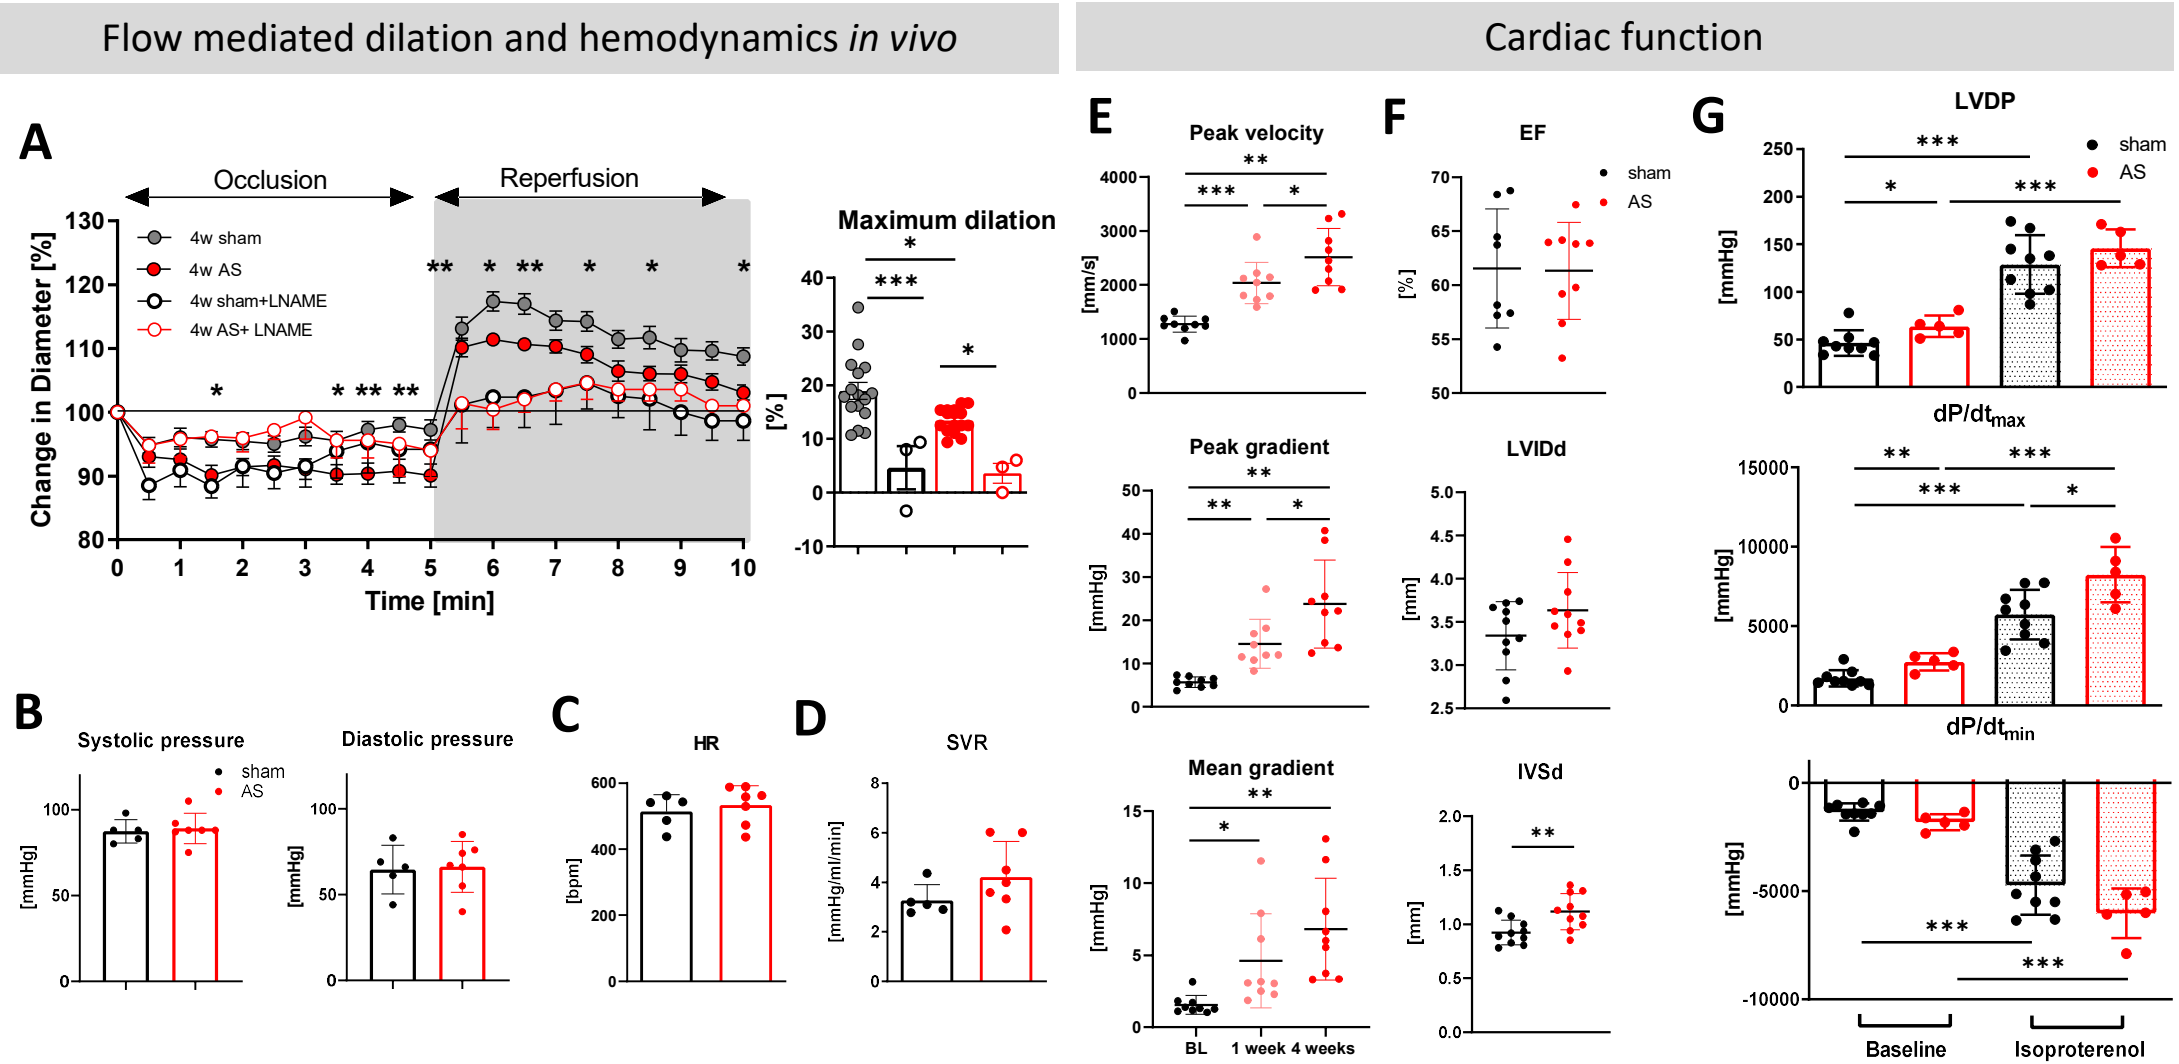 Flow mediated dilation and hemodynamics in vivo
Cardiac function
A
Occlusion
Reperfusion
Change in Diameter [%]
130
120
110
100
90
80
4w sham
4w AS
4w sham+LNAME
4w AS+ LNAME
** * ** * * *
* * ** **
0 1 2 3 4 5 6 7 8 9 10
Time [min]
Maximum dilation
*
***
*
[%]
40
30
20
10
0
-10
B
Systolic pressure
sham
AS
[mmHg]
100
50
0
Diastolic pressure
[mmHg]
100
50
0
C
HR
[bpm]
600
400
200
0
D
SVR
[mmHg/ml/min]
8
6
4
2
0
E
Peak velocity
**
*** *
[mm/s]
4000
3000
2000
1000
0
Peak gradient
**
** *
[mmHg]
50
40
30
20
10
0
Mean gradient
**
*
[mmHg]
15
10
5
0
BL 1 week 4 weeks
F
EF
sham
AS
[%]
70
65
60
55
50
LVIDd
[mm]
5.0
4.5
4.0
3.5
3.0
2.5
IVSd
**
[mm]
2.0
1.5
1.0
0.5
0.0
G
LVDP
sham
AS
***
* ***
[mmHg]
250
200
150
100
50
0
dP/dtmax
** ***
*** *
[mmHg]
15000
10000
5000
0
dP/dtmin
[mmHg]
0
-5000
-10000
***
***
Baseline Isoproterenol